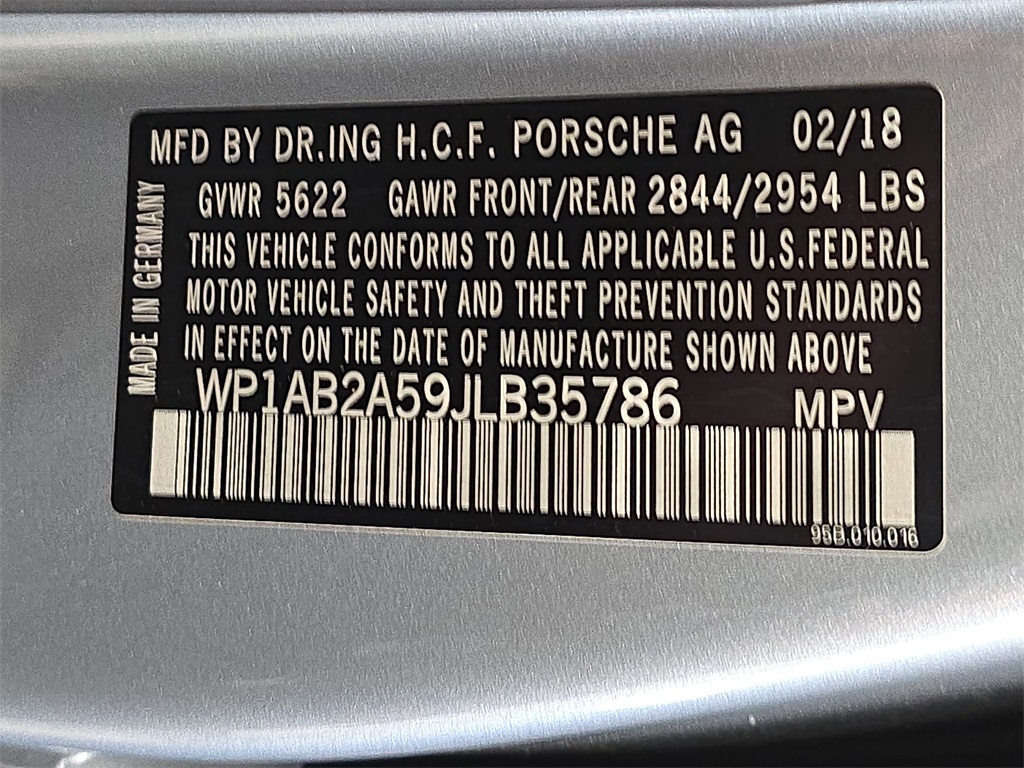 MFD BY DR.ING H.C.F. PORSCHE AG 02/18
GVWR 5622 GAWR FRONT/REAR 2844/2954 LBS
THIS VEHICLE CONFORMS TO ALL APPLICABLE U.S.FEDERAL
MOTOR VEHICLE SAFETY AND THEFT PREVENTION STANDARDS
IN EFFECT ON THE DATE OF MANUFACTURE SHOWN ABOVE
WP1AB2A59JLB35786 MPV
95B.010.016
MADE IN GERMANY